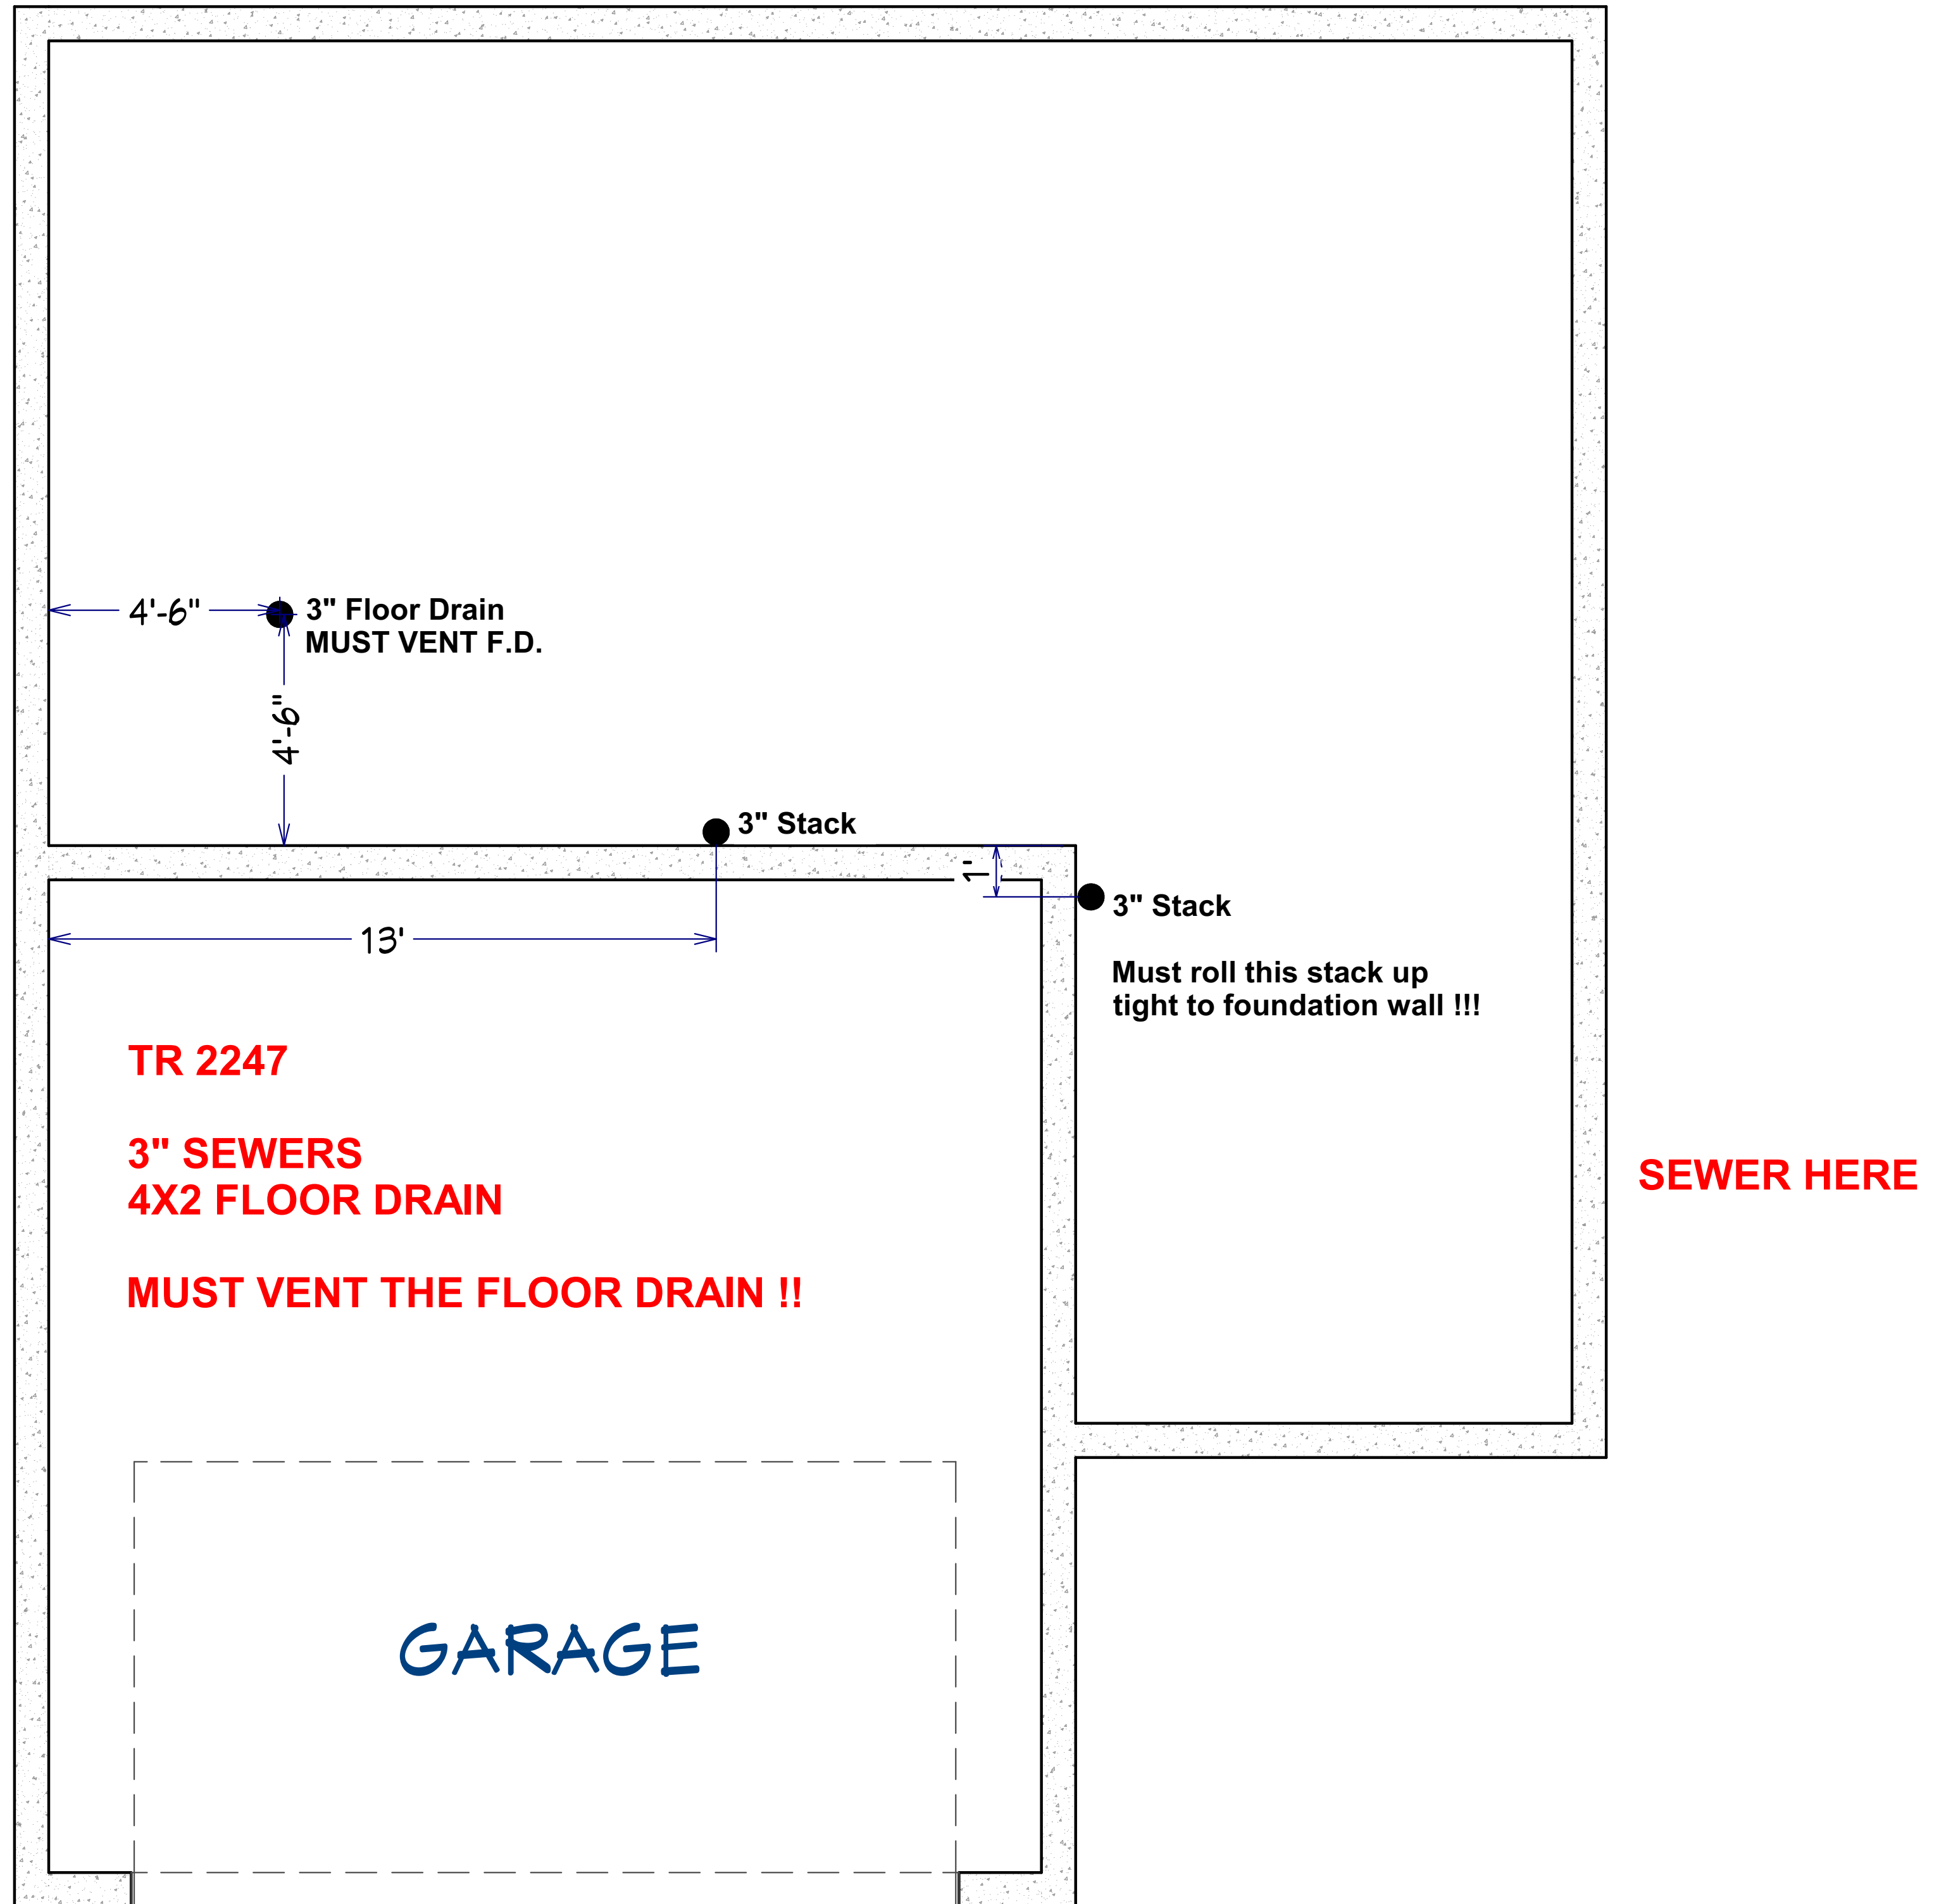 4'-6"
3" Floor Drain
MUST VENT F.D.
4'-6"
3" Stack
1'
3" Stack
13'
Must roll this stack up
tight to foundation wall !!!
TR 2247
3" SEWERS
4X2 FLOOR DRAIN
SEWER HERE
MUST VENT THE FLOOR DRAIN !!
GARAGE